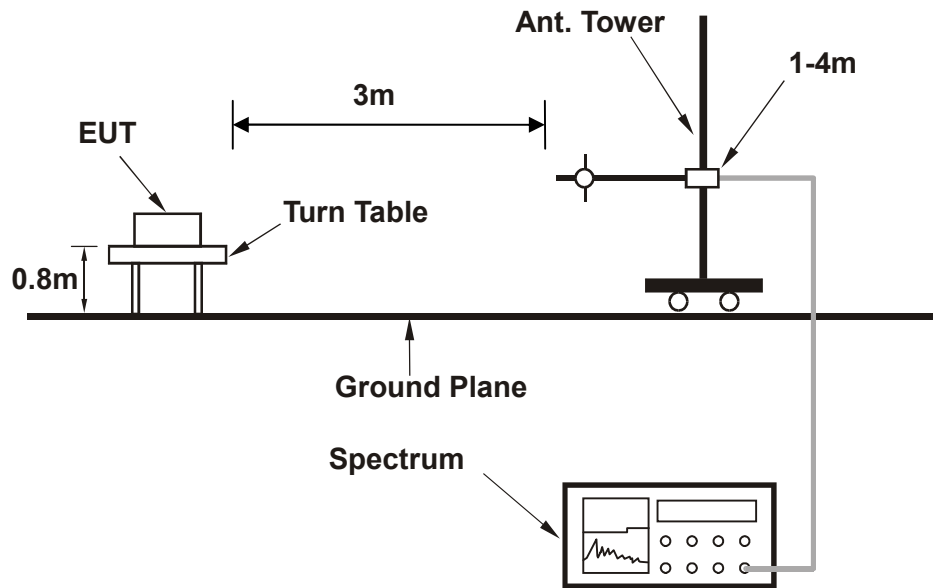 Ant. Tower
1-4m
3m
EUT
Turn Table
0.8m
Ground Plane
Spectrum